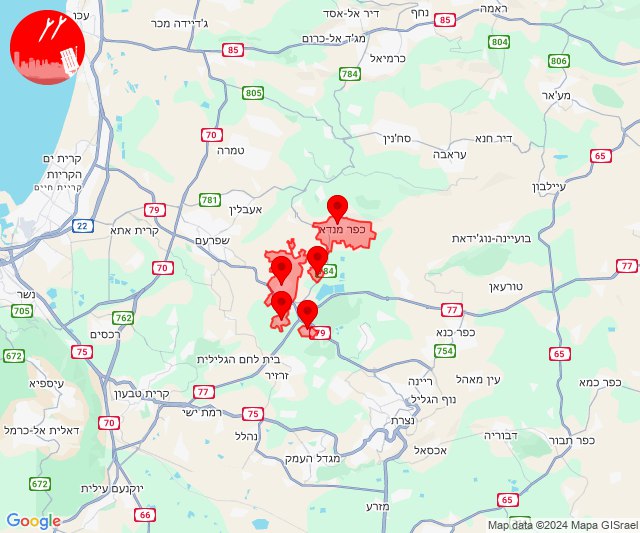 עכו
ג'דיידה מכר
דיר אל-אסד
נחף
85
מג'ד אל-כרום
85
כרמיאל
ראמה
804
806
784
805
מע'אר
70
טמרה
סח'נין
דיר חנא
עראבה
65
קרית ים
הקריות
קרית חיים
781
79
אעבלין
עיילבון
22
קרית אתא
שפרעם
כפר מנדא
בועיינה-נוג'ידאת
70
784
77
נשר
705
טורעאן
762
77
רכסים
79
כפר כנא
672
75
בית לחם הגלילית
754
65
זרזיר
ריינה
עין מאהל
כפר כמא
עיספיא
77
קרית טבעון
נוף הגליל
75
רמת ישי
נצרת
70
דאלית אל-כרמל
נהלל
אכסאל
דבוריה
כפר תבור
מגדל העמק
672
יוקנעם עילית
65
מזרע
66
Google
Map data ©2024 Mapa GISrael